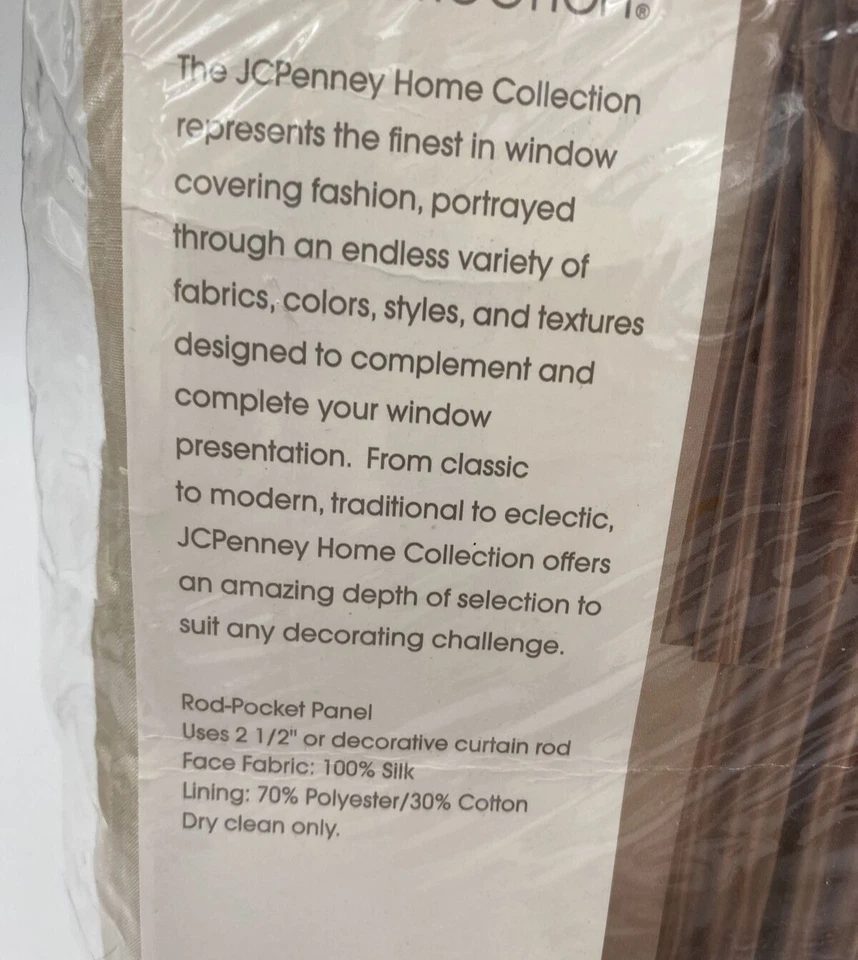 The JCPenney Home Collection
represents the finest in window
covering fashion, portrayed
through an endless variety of
fabrics, colors, styles, and textures
designed to complement and
complete your window
presentation. From classic
to modern, traditional to eclectic,
JCPenney Home Collection offers
an amazing depth of selection to
suit any decorating challenge.
Rod-Pocket Panel
Uses 2 1/2" or decorative curtain rod
Face Fabric: 100% Silk
Lining: 70% Polyester/30% Cotton
Dry clean only.